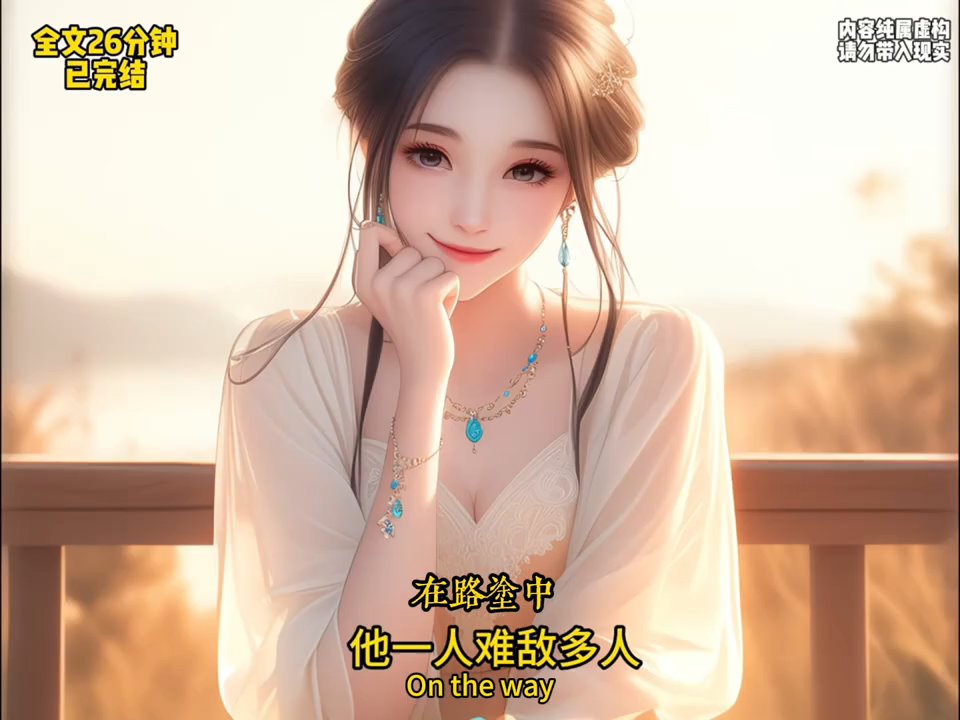 全文26分钟
已完结
内容纯属虚构
请勿带入现实
在路塗中
他一人难敌多人
On the way